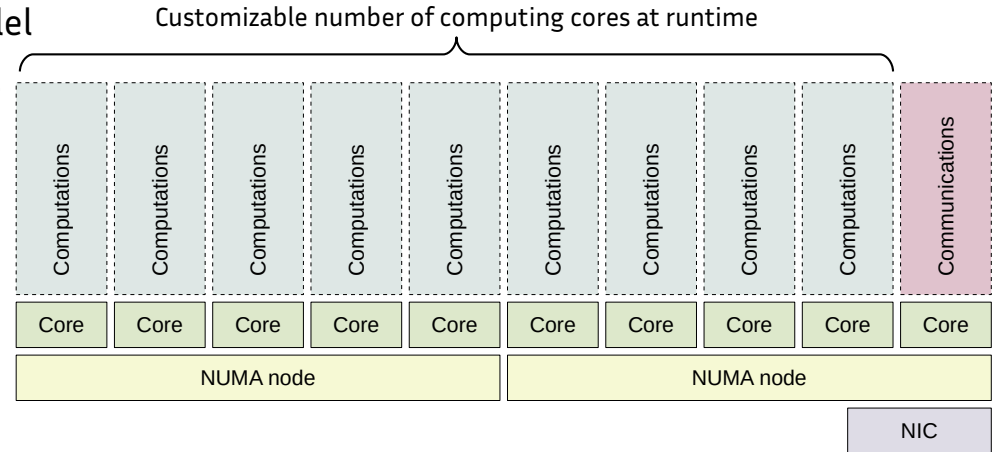 Customizable number of computing cores at runtime
Computations Computations Computations Computations Computations Computations Computations Computations Computations Communications
Core Core Core Core Core Core Core Core Core Core
NUMA node NUMA node
NIC